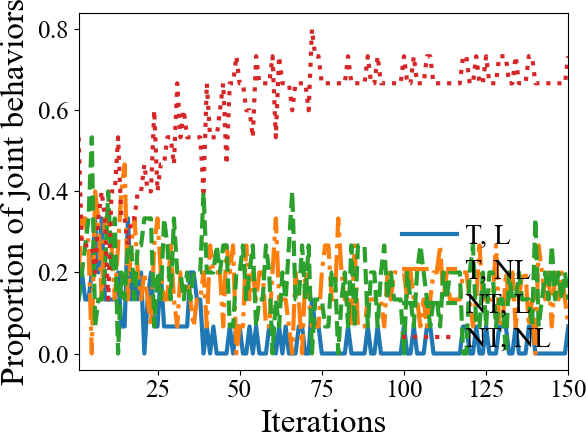 Proportion of joint behaviors
0.8
0.6
0.4
0.2
0.0
T, L
T, NL
NT, L
NT, NL
25
50
75
100
125
150
Iterations